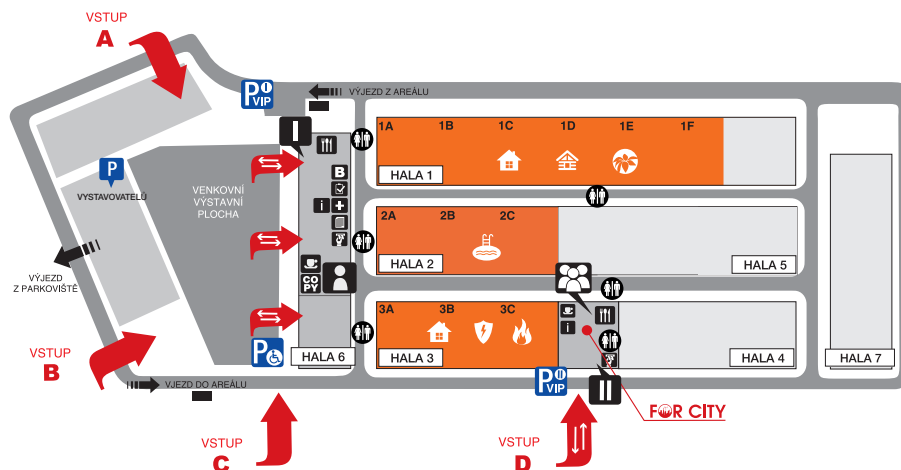 VSTUP
A
P VIP I
VÝJEZD Z AREÁLU
I
1A 1B 1C 1D 1E 1F
HALA 1
P
VYSTAVOVATELŮ
VENKOVNÍ
VÝSTAVNÍ
PLOCHA
B
i
2A 2B 2C
HALA 2
HALA 5
VÝJEZD
Z PARKOVIŠTĚ
CO
PY
3A 3B 3C
i
HALA 3
HALA 4
HALA 6
HALA 7
P
VSTUP
B
VJEZD DO AREÁLU
P VIP II
II
FOR CITY
VSTUP
C
VSTUP
D